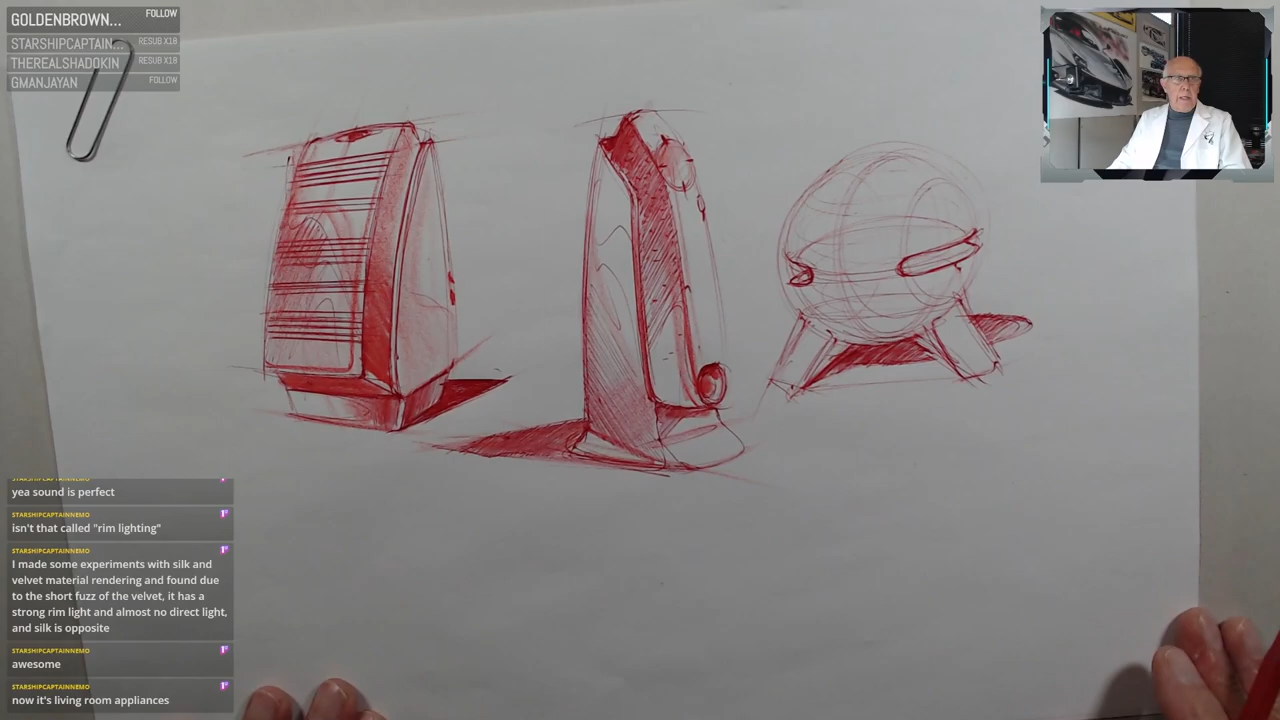 GOLDENBROWN... FOLLOW
STARSHIPCAPTAIN... RESUB X18
THEREALSHADOKIN RESUB X18
GMANJAYAN FOLLOW
STARSHIPCAPTAINNEMO
yea sound is perfect
STARSHIPCAPTAINNEMO
isn't that called "rim lighting"
STARSHIPCAPTAINNEMO
I made some experiments with silk and
velvet material rendering and found due
to the short fuzz of the velvet, it has a
strong rim light and almost no direct light,
and silk is opposite
STARSHIPCAPTAINNEMO
awesome
STARSHIPCAPTAINNEMO
now it's living room appliances